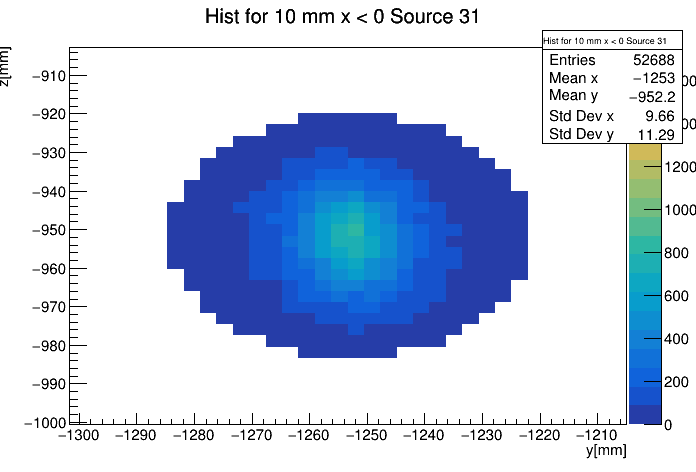 Hist for 10 mm x < 0 Source 31
z[mm]
Hist for 10 mm x < 0 Source 31
Entries 52688
Mean x −1253
Mean y −952.2
Std Dev x 9.66
Std Dev y 11.29
−910
−920
−930
−940
−950
−960
−970
−980
−990
−1000
−1300 −1290 −1280 −1270 −1260 −1250 −1240 −1230 −1220 −1210
y[mm]
1200
1000
800
600
400
200
0